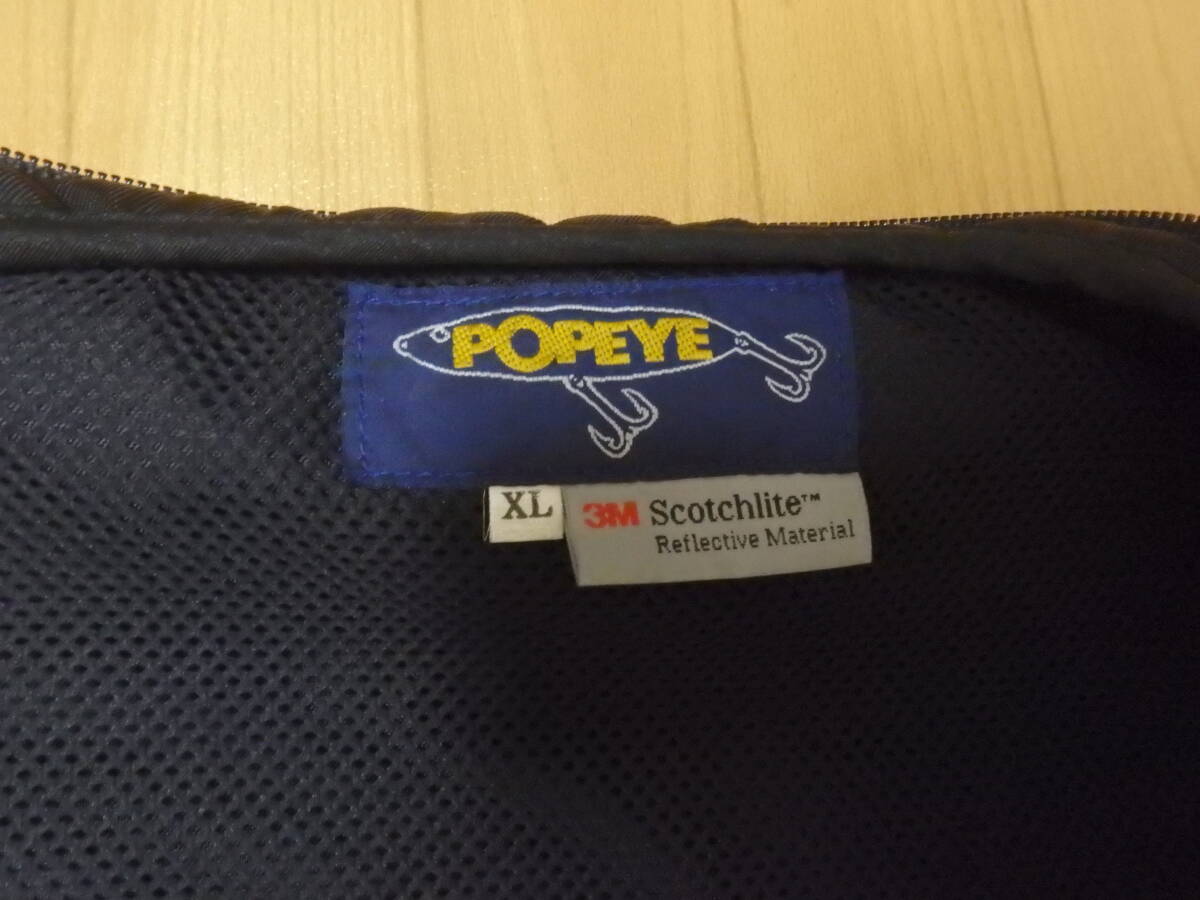 POPEYE
XL
3M Scotchlite™
Reflective Material